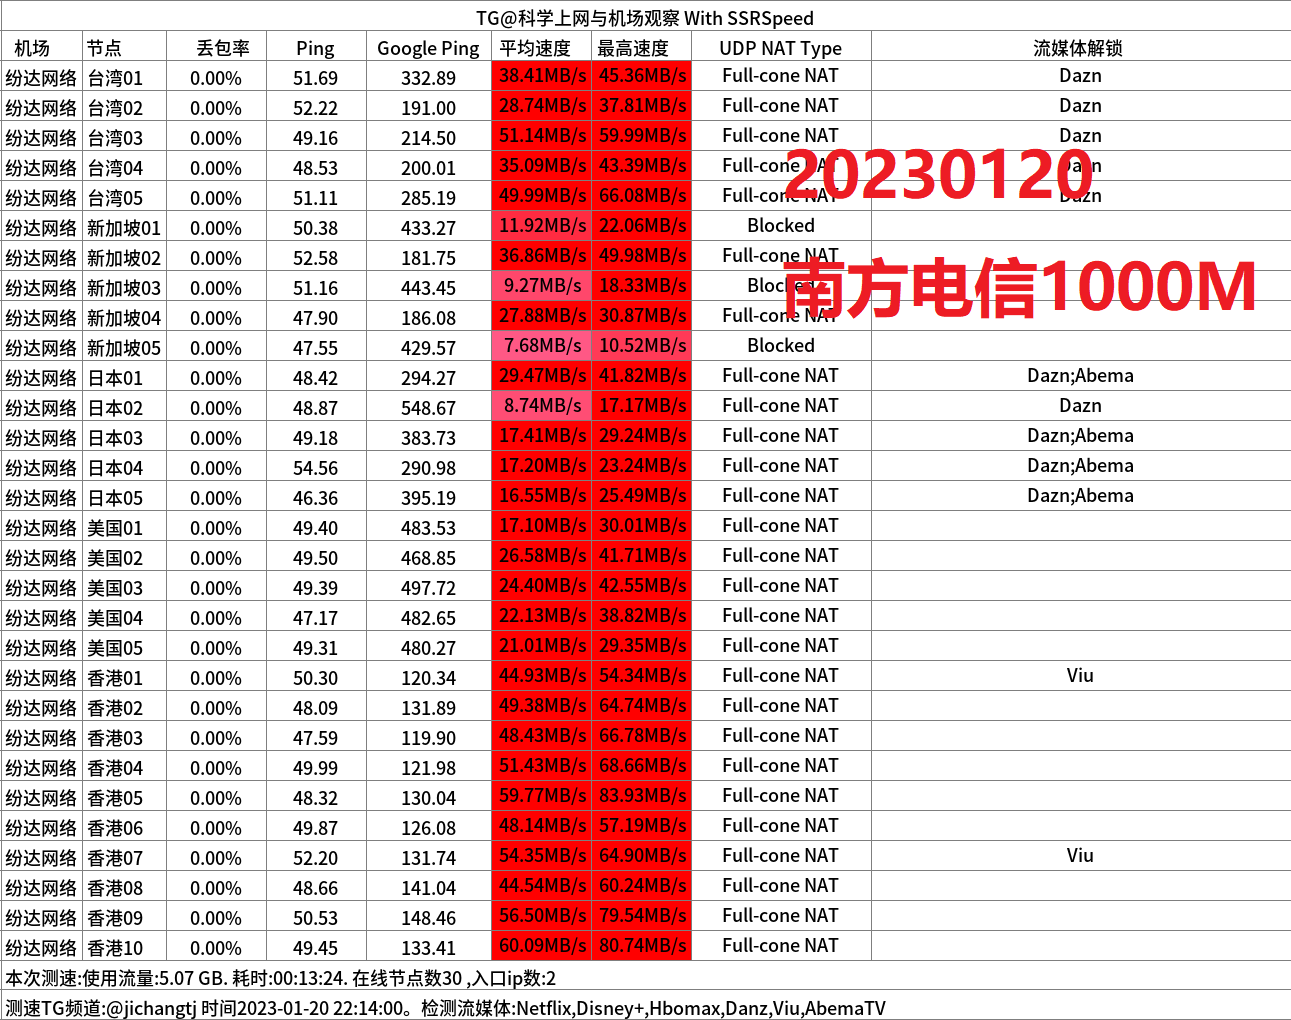 TG@科学上网与机场观察 With SSRSpeed
机场 节点 丢包率 Ping Google Ping 平均速度 最高速度 UDP NAT Type 流媒体解锁
纷达网络 台湾01 0.00% 51.69 332.89 38.41MB/s 45.36MB/s Full-cone NAT Dazn
纷达网络 台湾02 0.00% 52.22 191.00 28.74MB/s 37.81MB/s Full-cone NAT Dazn
纷达网络 台湾03 0.00% 49.16 214.50 51.14MB/s 59.99MB/s Full-cone NAT Dazn
纷达网络 台湾04 0.00% 48.53 200.01 35.09MB/s 43.39MB/s Full-cone NAT Dazn
20230120
纷达网络 台湾05 0.00% 51.11 285.19 49.99MB/s 66.08MB/s Full-cone NAT Dazn
纷达网络 新加坡01 0.00% 50.38 433.27 11.92MB/s 22.06MB/s Blocked
纷达网络 新加坡02 0.00% 52.58 181.75 36.86MB/s 49.98MB/s Full-cone NAT
纷达网络 新加坡03 0.00% 51.16 443.45 9.27MB/s 18.33MB/s Blocked
南方电信1000M
纷达网络 新加坡04 0.00% 47.90 186.08 27.88MB/s 30.87MB/s Full-cone NAT
纷达网络 新加坡05 0.00% 47.55 429.57 7.68MB/s 10.52MB/s Blocked
纷达网络 日本01 0.00% 48.42 294.27 29.47MB/s 41.82MB/s Full-cone NAT Dazn;Abema
纷达网络 日本02 0.00% 48.87 548.67 8.74MB/s 17.17MB/s Full-cone NAT Dazn
纷达网络 日本03 0.00% 49.18 383.73 17.41MB/s 29.24MB/s Full-cone NAT Dazn;Abema
纷达网络 日本04 0.00% 54.56 290.98 17.20MB/s 23.24MB/s Full-cone NAT Dazn;Abema
纷达网络 日本05 0.00% 46.36 395.19 16.55MB/s 25.49MB/s Full-cone NAT Dazn;Abema
纷达网络 美国01 0.00% 49.40 483.53 17.10MB/s 30.01MB/s Full-cone NAT
纷达网络 美国02 0.00% 49.50 468.85 26.58MB/s 41.71MB/s Full-cone NAT
纷达网络 美国03 0.00% 49.39 497.72 24.40MB/s 42.55MB/s Full-cone NAT
纷达网络 美国04 0.00% 47.17 482.65 22.13MB/s 38.82MB/s Full-cone NAT
纷达网络 美国05 0.00% 49.31 480.27 21.01MB/s 29.35MB/s Full-cone NAT
纷达网络 香港01 0.00% 50.30 120.34 44.93MB/s 54.34MB/s Full-cone NAT Viu
纷达网络 香港02 0.00% 48.09 131.89 49.38MB/s 64.74MB/s Full-cone NAT
纷达网络 香港03 0.00% 47.59 119.90 48.43MB/s 66.78MB/s Full-cone NAT
纷达网络 香港04 0.00% 49.99 121.98 51.43MB/s 68.66MB/s Full-cone NAT
纷达网络 香港05 0.00% 48.32 130.04 59.77MB/s 83.93MB/s Full-cone NAT
纷达网络 香港06 0.00% 49.87 126.08 48.14MB/s 57.19MB/s Full-cone NAT
纷达网络 香港07 0.00% 52.20 131.74 54.35MB/s 64.90MB/s Full-cone NAT Viu
纷达网络 香港08 0.00% 48.66 141.04 44.54MB/s 60.24MB/s Full-cone NAT
纷达网络 香港09 0.00% 50.53 148.46 56.50MB/s 79.54MB/s Full-cone NAT
纷达网络 香港10 0.00% 49.45 133.41 60.09MB/s 80.74MB/s Full-cone NAT
本次测速:使用流量:5.07 GB. 耗时:00:13:24. 在线节点数30 ,入口ip数:2
测速TG频道:@jichangtj 时间2023-01-20 22:14:00。检测流媒体:Netflix,Disney+,Hbomax,Danz,Viu,AbemaTV